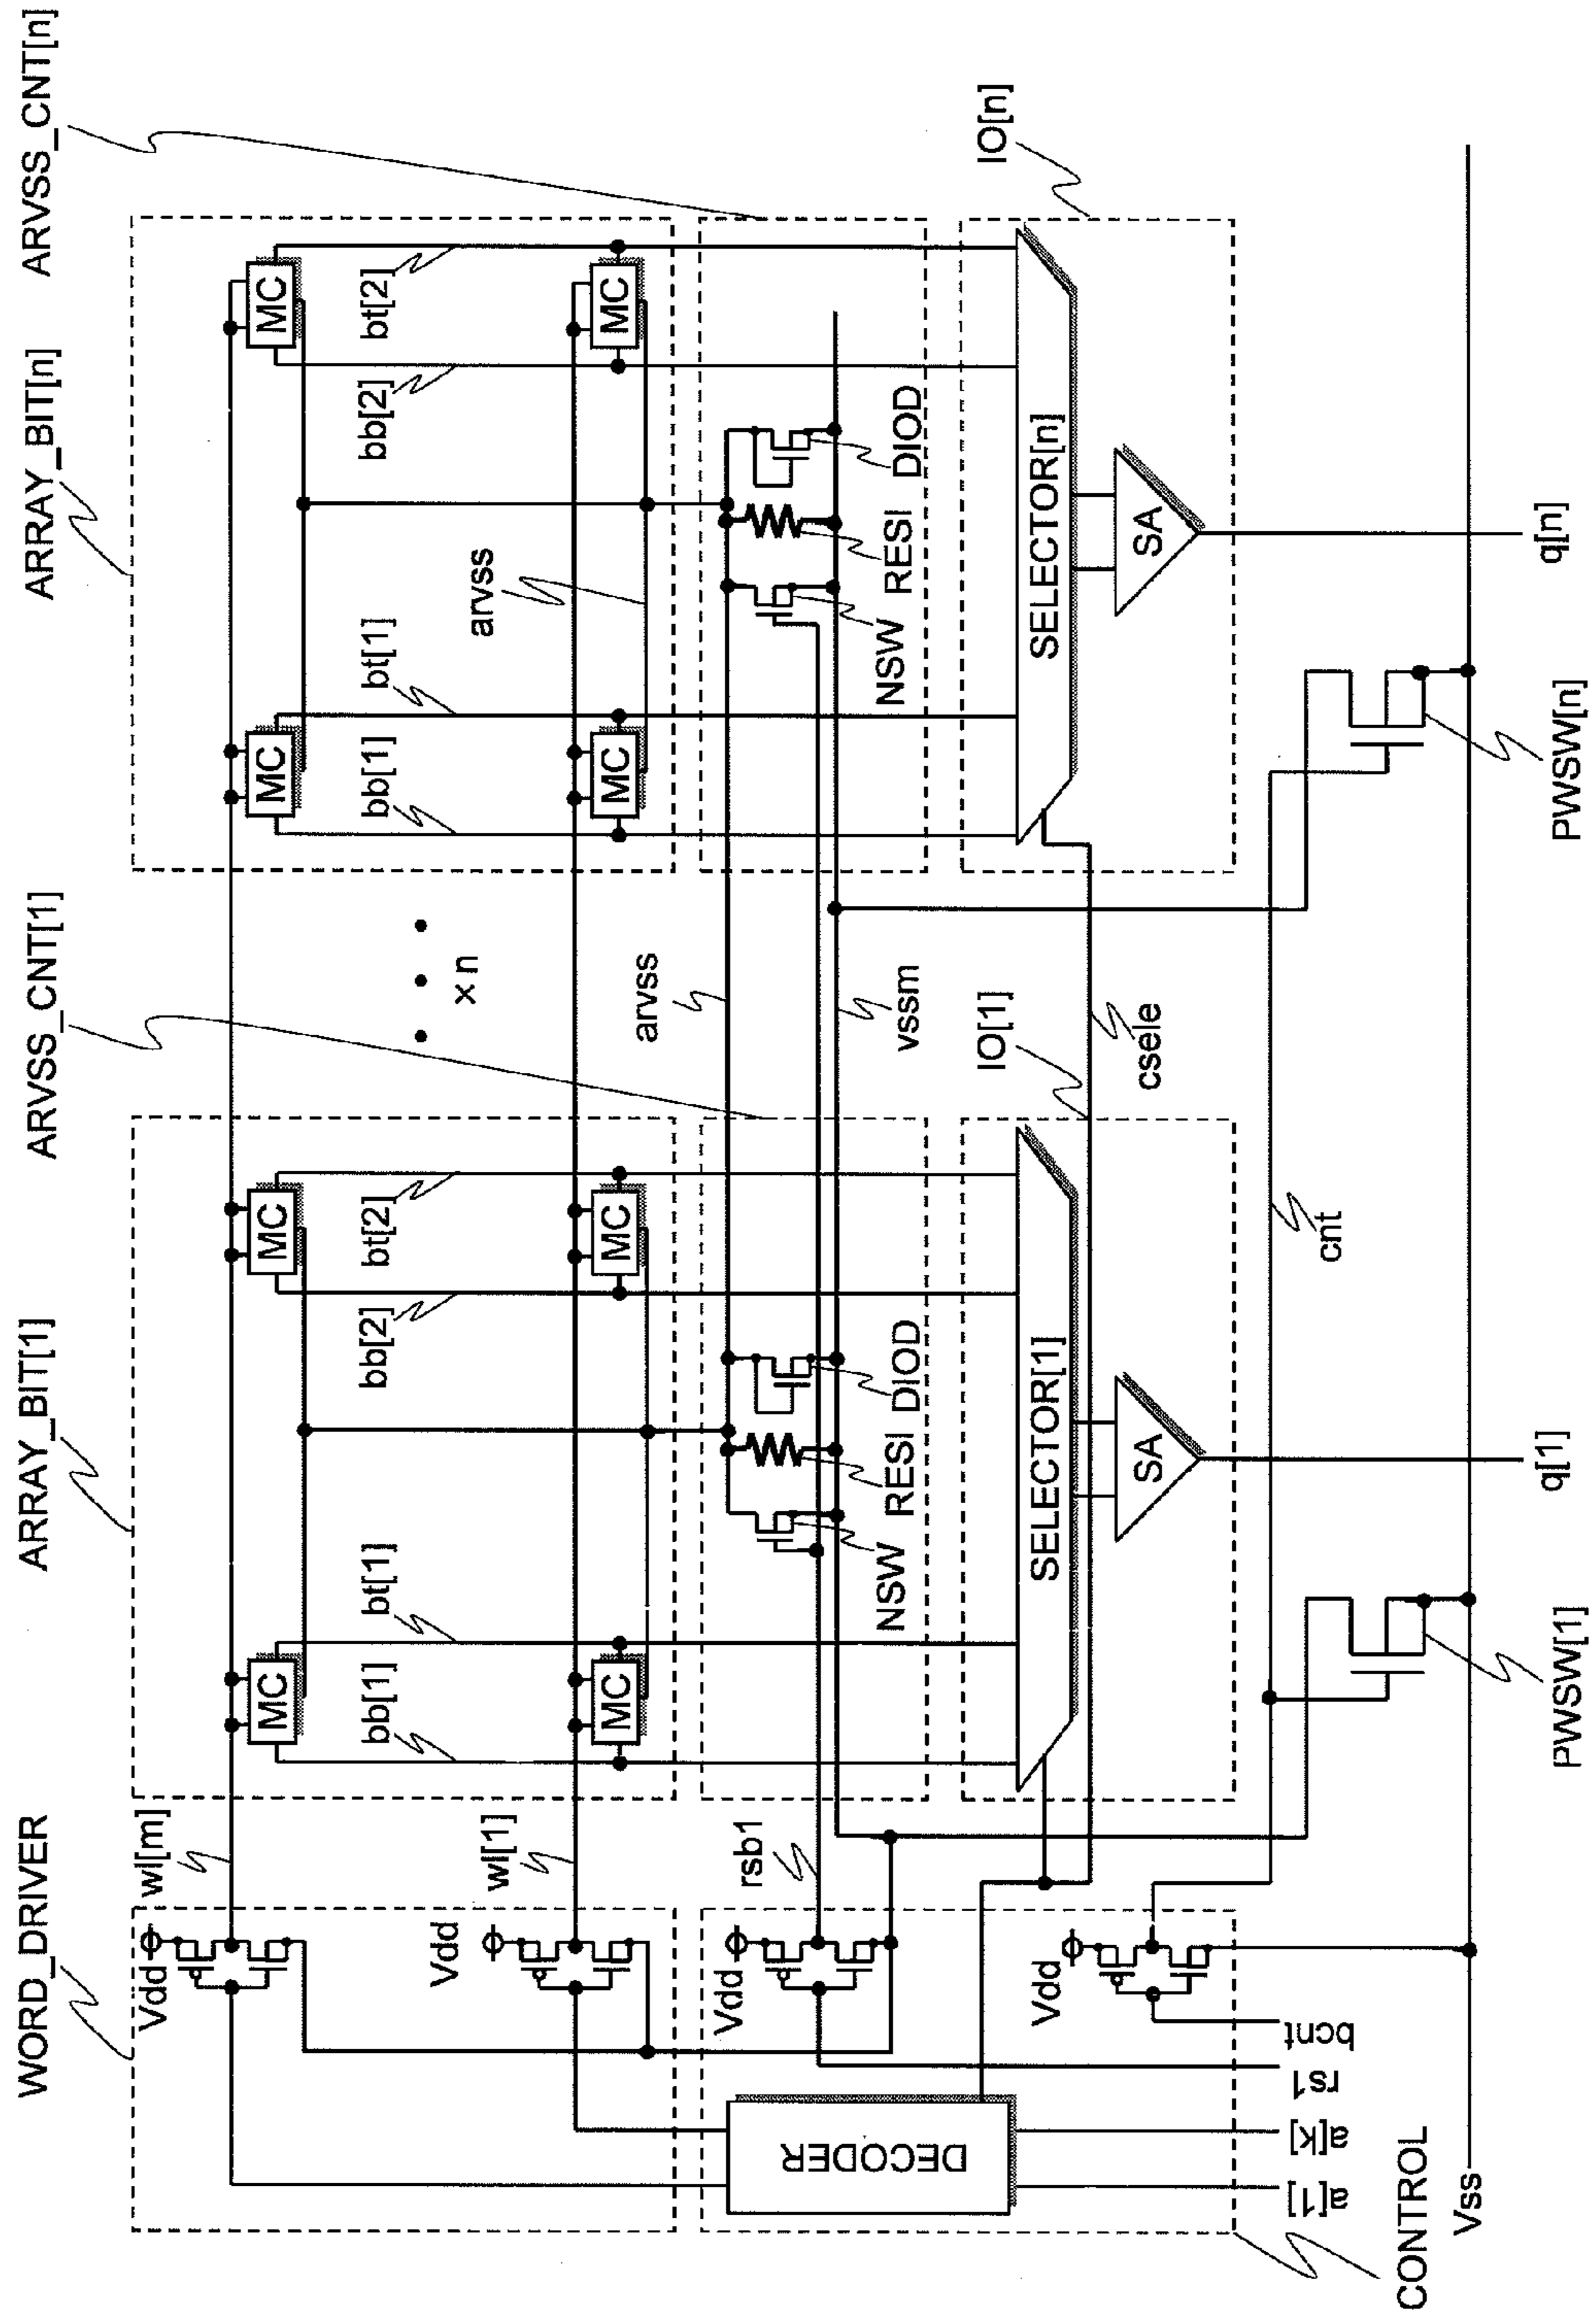 WORD_DRIVER
ARRAY_BIT[1]
ARVSS_CNT[1]
ARRAY_BIT[n]
ARVSS_CNT[n]
Vdd
wl[m]
MC
MC
MC
MC
bb[1]
bt[1]
bb[2]
bt[2]
× n
bb[1]
bt[1]
bb[2]
bt[2]
Vdd
wl[1]
arvss
MC
MC
MC
MC
arvss
Vdd
rsb1
NSW
RESI
DIOD
vssm
NSW
RESI
DIOD
IO[1]
IO[n]
DECODER
Vdd
SELECTOR[1]
SELECTOR[n]
csele
SA
SA
a[1]
a[k]
rs1
bcnt
cnt
CONTROL
Vss
PWSW[1]
q[1]
PWSW[n]
q[n]